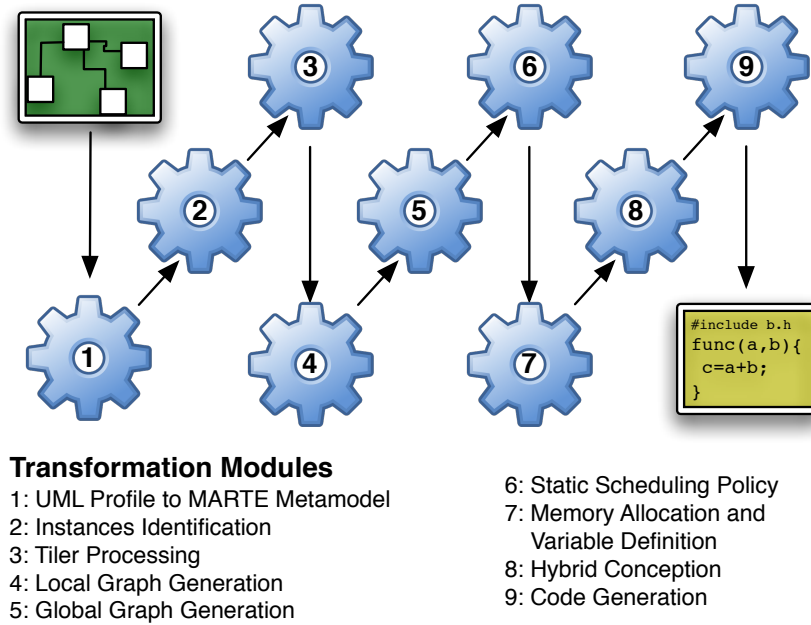 3
6
9
2
5
8
1
4
7
#include b.h
func(a,b){
c=a+b;
}
Transformation Modules
1: UML Profile to MARTE Metamodel
2: Instances Identification
3: Tiler Processing
4: Local Graph Generation
5: Global Graph Generation
6: Static Scheduling Policy
7: Memory Allocation and
Variable Definition
8: Hybrid Conception
9: Code Generation